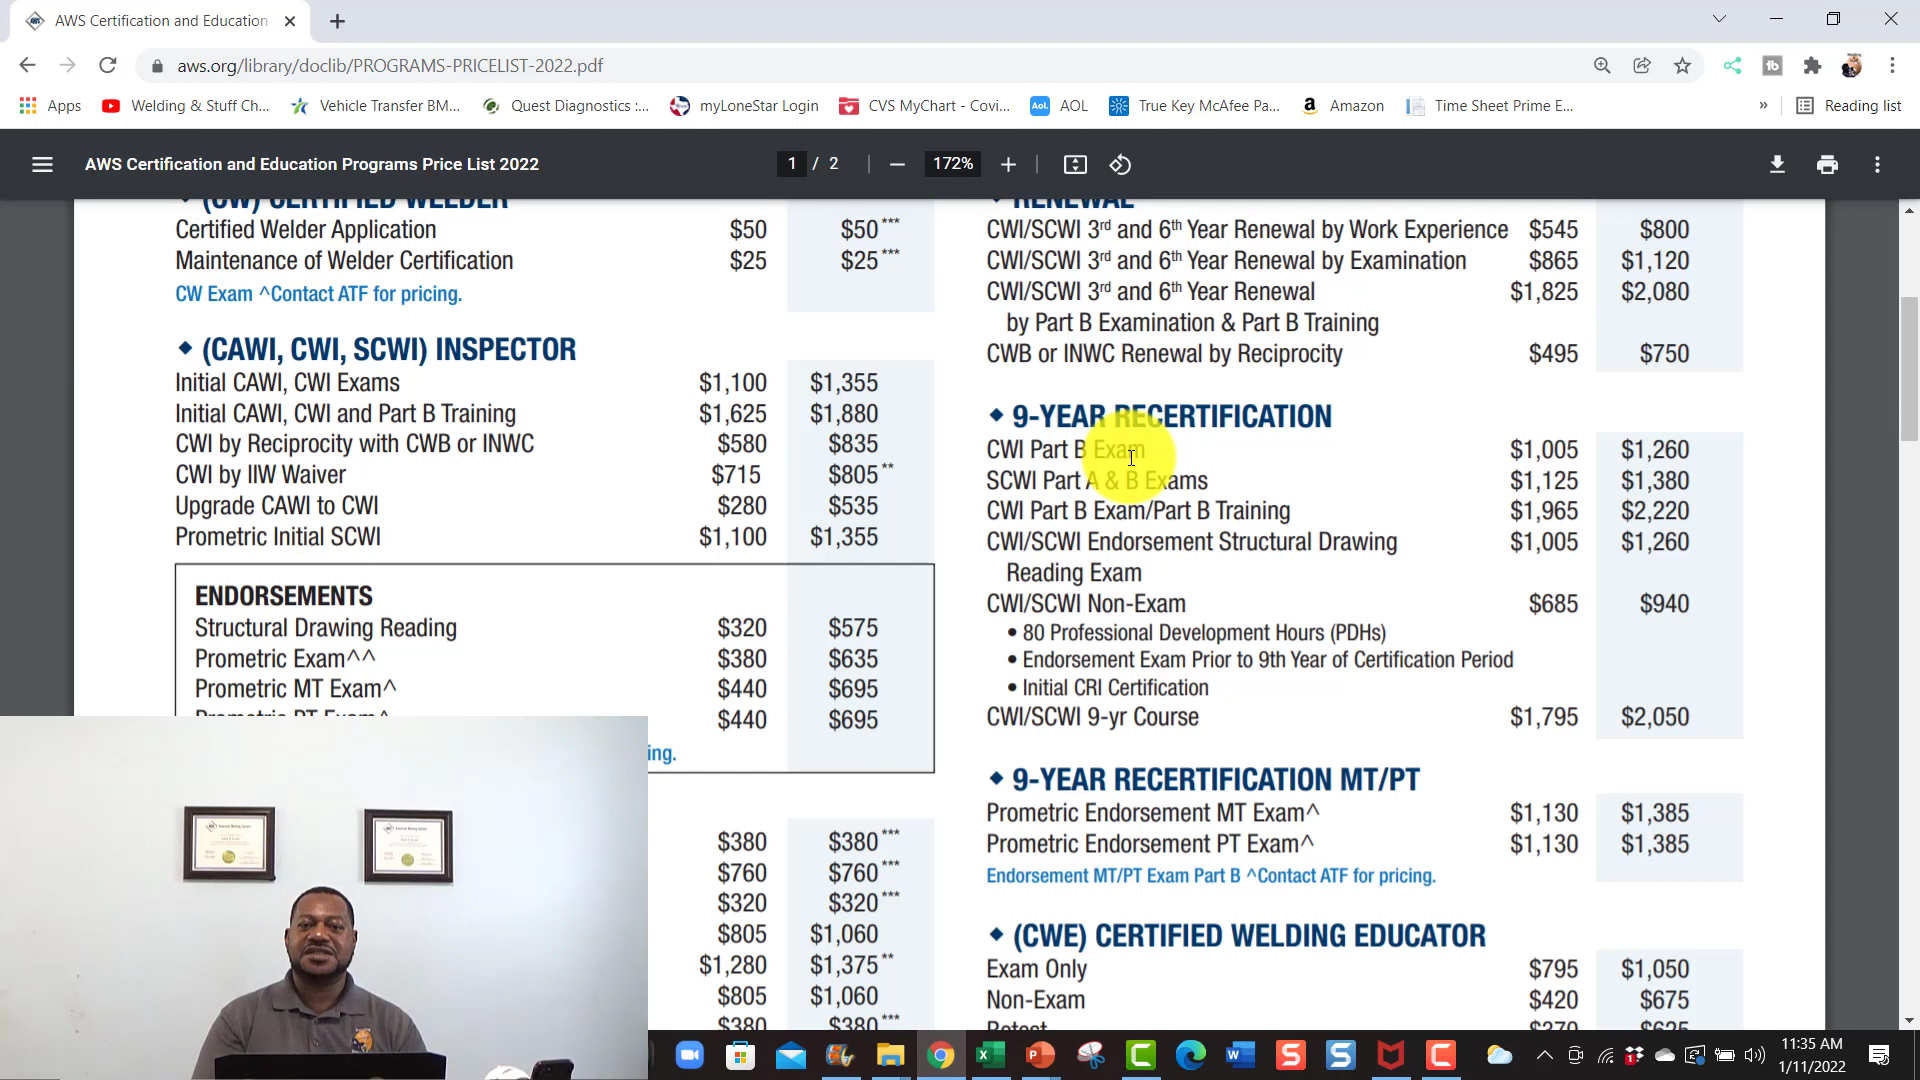 AWS Certification and Education
aws.org/library/doclib/PROGRAMS-PRICELIST-2022.pdf
Apps Welding & Stuff Ch... Vehicle Transfer BM... Quest Diagnostics :... myLoneStar Login CVS MyChart - Covi... Aol. AOL True Key McAfee Pa... Amazon Time Sheet Prime E... » Reading list
AWS Certification and Education Programs Price List 2022 1 / 2 172%
(CW) CERTIFIED WELDER
Certified Welder Application $50 $50***
Maintenance of Welder Certification $25 $25***
CW Exam ^Contact ATF for pricing.
(CAWI, CWI, SCWI) INSPECTOR
Initial CAWI, CWI Exams $1,100 $1,355
Initial CAWI, CWI and Part B Training $1,625 $1,880
CWI by Reciprocity with CWB or INWC $580 $835
CWI by IIW Waiver $715 $805**
Upgrade CAWI to CWI $280 $535
Prometric Initial SCWI $1,100 $1,355
ENDORSEMENTS
Structural Drawing Reading $320 $575
Prometric Exam^^ $380 $635
Prometric MT Exam^ $440 $695
Prometric PT Exam^ $440 $695
ing.
$380 $380***
$760 $760***
$320 $320***
$805 $1,060
$1,280 $1,375**
$805 $1,060
$380 $380***
RENEWAL
CWI/SCWI 3rd and 6th Year Renewal by Work Experience $545 $800
CWI/SCWI 3rd and 6th Year Renewal by Examination $865 $1,120
CWI/SCWI 3rd and 6th Year Renewal $1,825 $2,080
by Part B Examination & Part B Training
CWB or INWC Renewal by Reciprocity $495 $750
9-YEAR RECERTIFICATION
CWI Part B Exam $1,005 $1,260
SCWI Part A & B Exams $1,125 $1,380
CWI Part B Exam/Part B Training $1,965 $2,220
CWI/SCWI Endorsement Structural Drawing $1,005 $1,260
Reading Exam
CWI/SCWI Non-Exam $685 $940
• 80 Professional Development Hours (PDHs)
• Endorsement Exam Prior to 9th Year of Certification Period
• Initial CRI Certification
CWI/SCWI 9-yr Course $1,795 $2,050
9-YEAR RECERTIFICATION MT/PT
Prometric Endorsement MT Exam^ $1,130 $1,385
Prometric Endorsement PT Exam^ $1,130 $1,385
Endorsement MT/PT Exam Part B ^Contact ATF for pricing.
(CWE) CERTIFIED WELDING EDUCATOR
Exam Only $795 $1,050
Non-Exam $420 $675
Retest $370 $625
11:35 AM
1/11/2022